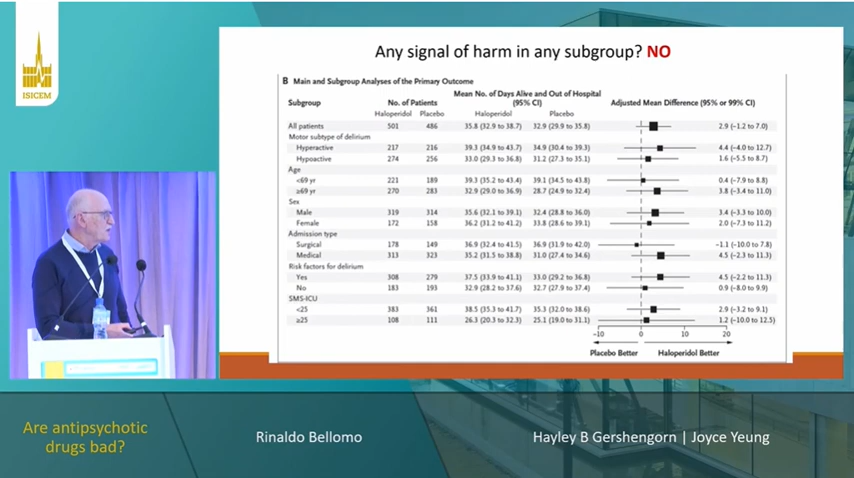 ISICEM
Any signal of harm in any subgroup? NO
B Main and Subgroup Analyses of the Primary Outcome
Subgroup No. of Patients Mean No. of Days Alive and Out of Hospital (95% CI) Adjusted Mean Difference (95% or 99% CI)
Haloperidol Placebo Haloperidol Placebo
All patients 501 486 35.8 (32.9 to 38.7) 32.9 (29.9 to 35.8) 2.9 (−1.2 to 7.0)
Motor subtype of delirium
Hyperactive 217 216 39.3 (34.9 to 43.7) 34.9 (30.4 to 39.3) 4.4 (−4.0 to 12.7)
Hypoactive 274 256 33.0 (29.3 to 36.8) 31.2 (27.3 to 35.1) 1.6 (−5.5 to 8.7)
Age
<69 yr 221 189 39.3 (35.2 to 43.4) 39.1 (34.5 to 43.8) 0.4 (−7.9 to 8.8)
≥69 yr 270 283 32.9 (29.0 to 36.9) 28.7 (24.9 to 32.4) 3.8 (−3.4 to 11.0)
Sex
Male 319 314 35.6 (32.1 to 39.1) 32.4 (28.8 to 36.0) 3.4 (−3.3 to 10.0)
Female 172 158 36.2 (31.2 to 41.2) 33.8 (28.6 to 39.1) 2.0 (−7.3 to 11.2)
Admission type
Surgical 178 149 36.9 (32.4 to 41.5) 36.9 (31.9 to 42.0) −1.1 (−10.0 to 7.8)
Medical 313 323 35.2 (31.5 to 38.8) 31.0 (27.4 to 34.6) 4.5 (−2.3 to 11.3)
Risk factors for delirium
Yes 308 279 37.5 (33.9 to 41.1) 33.0 (29.2 to 36.8) 4.5 (−2.2 to 11.3)
No 183 193 32.9 (28.2 to 37.6) 32.7 (27.9 to 37.4) 0.9 (−8.0 to 9.9)
SMS-ICU
<25 383 361 38.5 (35.3 to 41.7) 35.3 (32.0 to 38.6) 2.9 (−3.2 to 9.1)
≥25 108 111 26.3 (20.3 to 32.3) 25.1 (19.0 to 31.1) 1.2 (−10.0 to 12.5)
−10 0 10 20
Placebo Better Haloperidol Better
Are antipsychotic
drugs bad?
Rinaldo Bellomo
Hayley B Gershengorn | Joyce Yeung